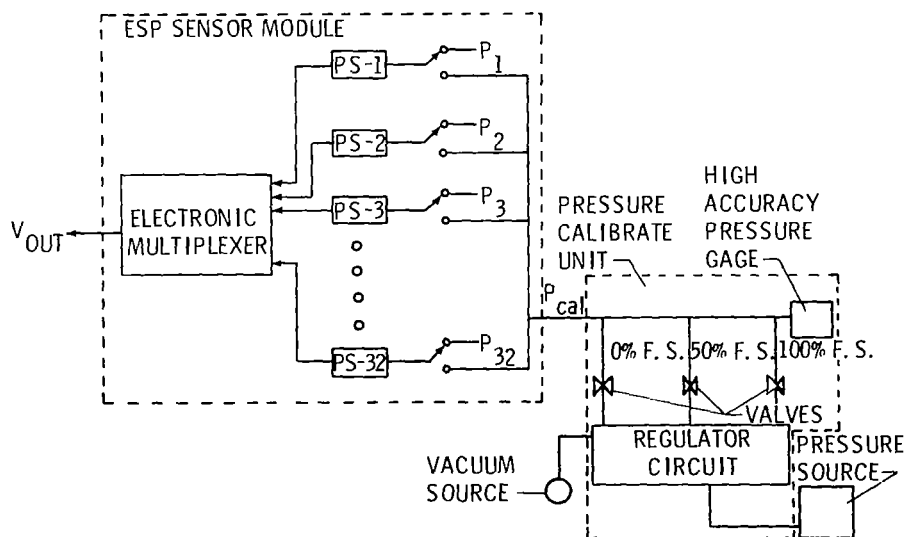 ESP SENSOR MODULE
PS-1
P1
PS-2
P2
PS-3
P3
PS-32
P32
ELECTRONIC
MULTIPLEXER
VOUT
Pcal
PRESSURE
CALIBRATE
UNIT
HIGH
ACCURACY
PRESSURE
GAGE
0% F. S. 50% F. S. 100% F. S.
VALVES
REGULATOR
CIRCUIT
VACUUM
SOURCE
PRESSURE
SOURCE